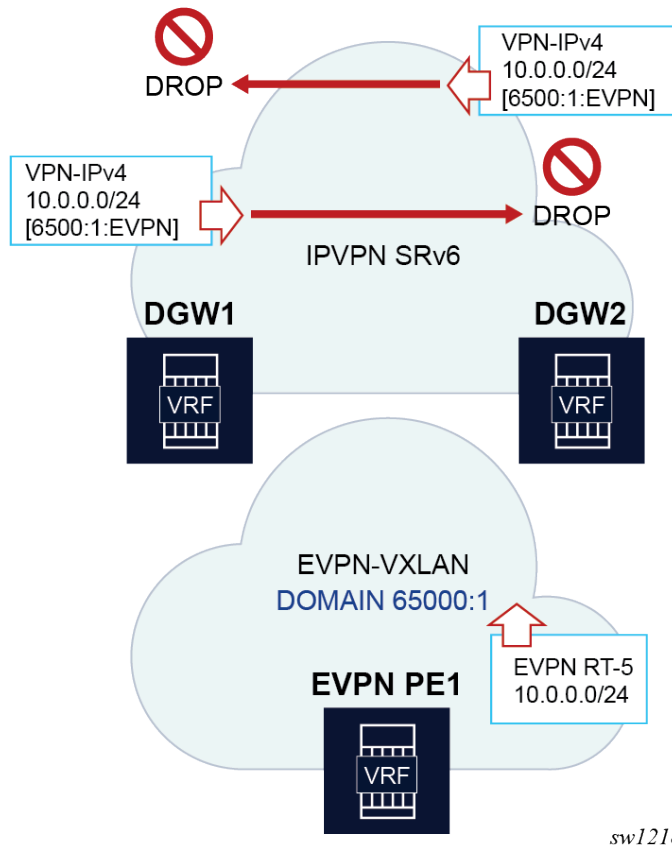 VPN-IPv4
10.0.0.0/24
[6500:1:EVPN]
DROP
VPN-IPv4
10.0.0.0/24
[6500:1:EVPN]
DROP
IPVPN SRv6
DGW1
DGW2
VRF
VRF
EVPN-VXLAN
DOMAIN 65000:1
EVPN RT-5
10.0.0.0/24
EVPN PE1
VRF